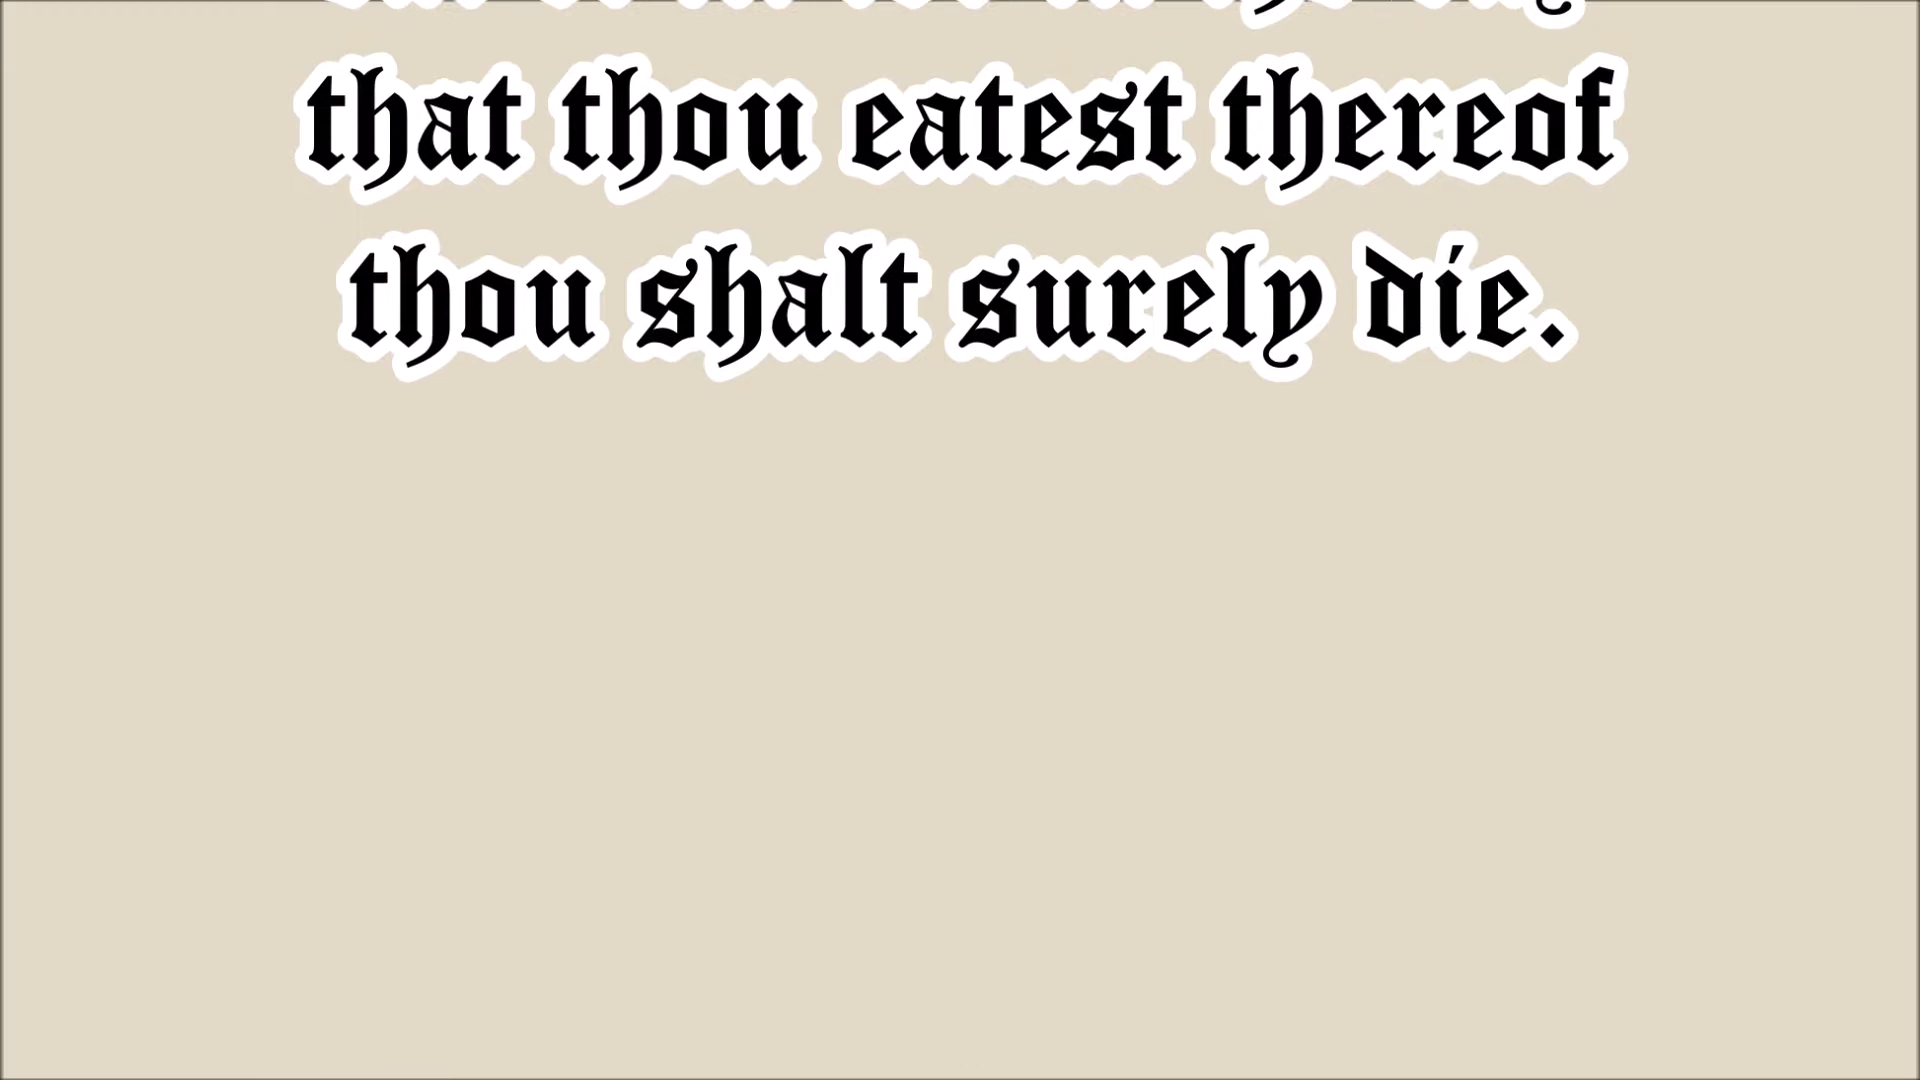 that thou eatest thereof
thou shalt surely die.